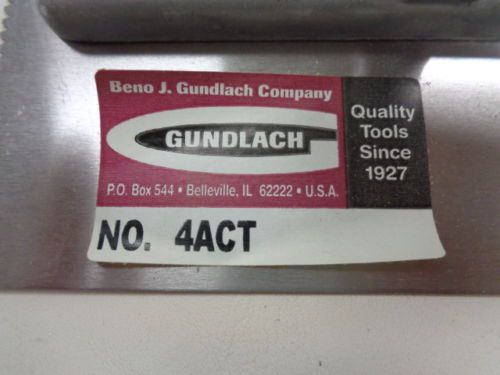 Beno J. Gundlach Company
GUNDLACH
P.O. Box 544 • Belleville, IL 62222 • U.S.A.
Quality
Tools
Since
1927
NO. 4ACT